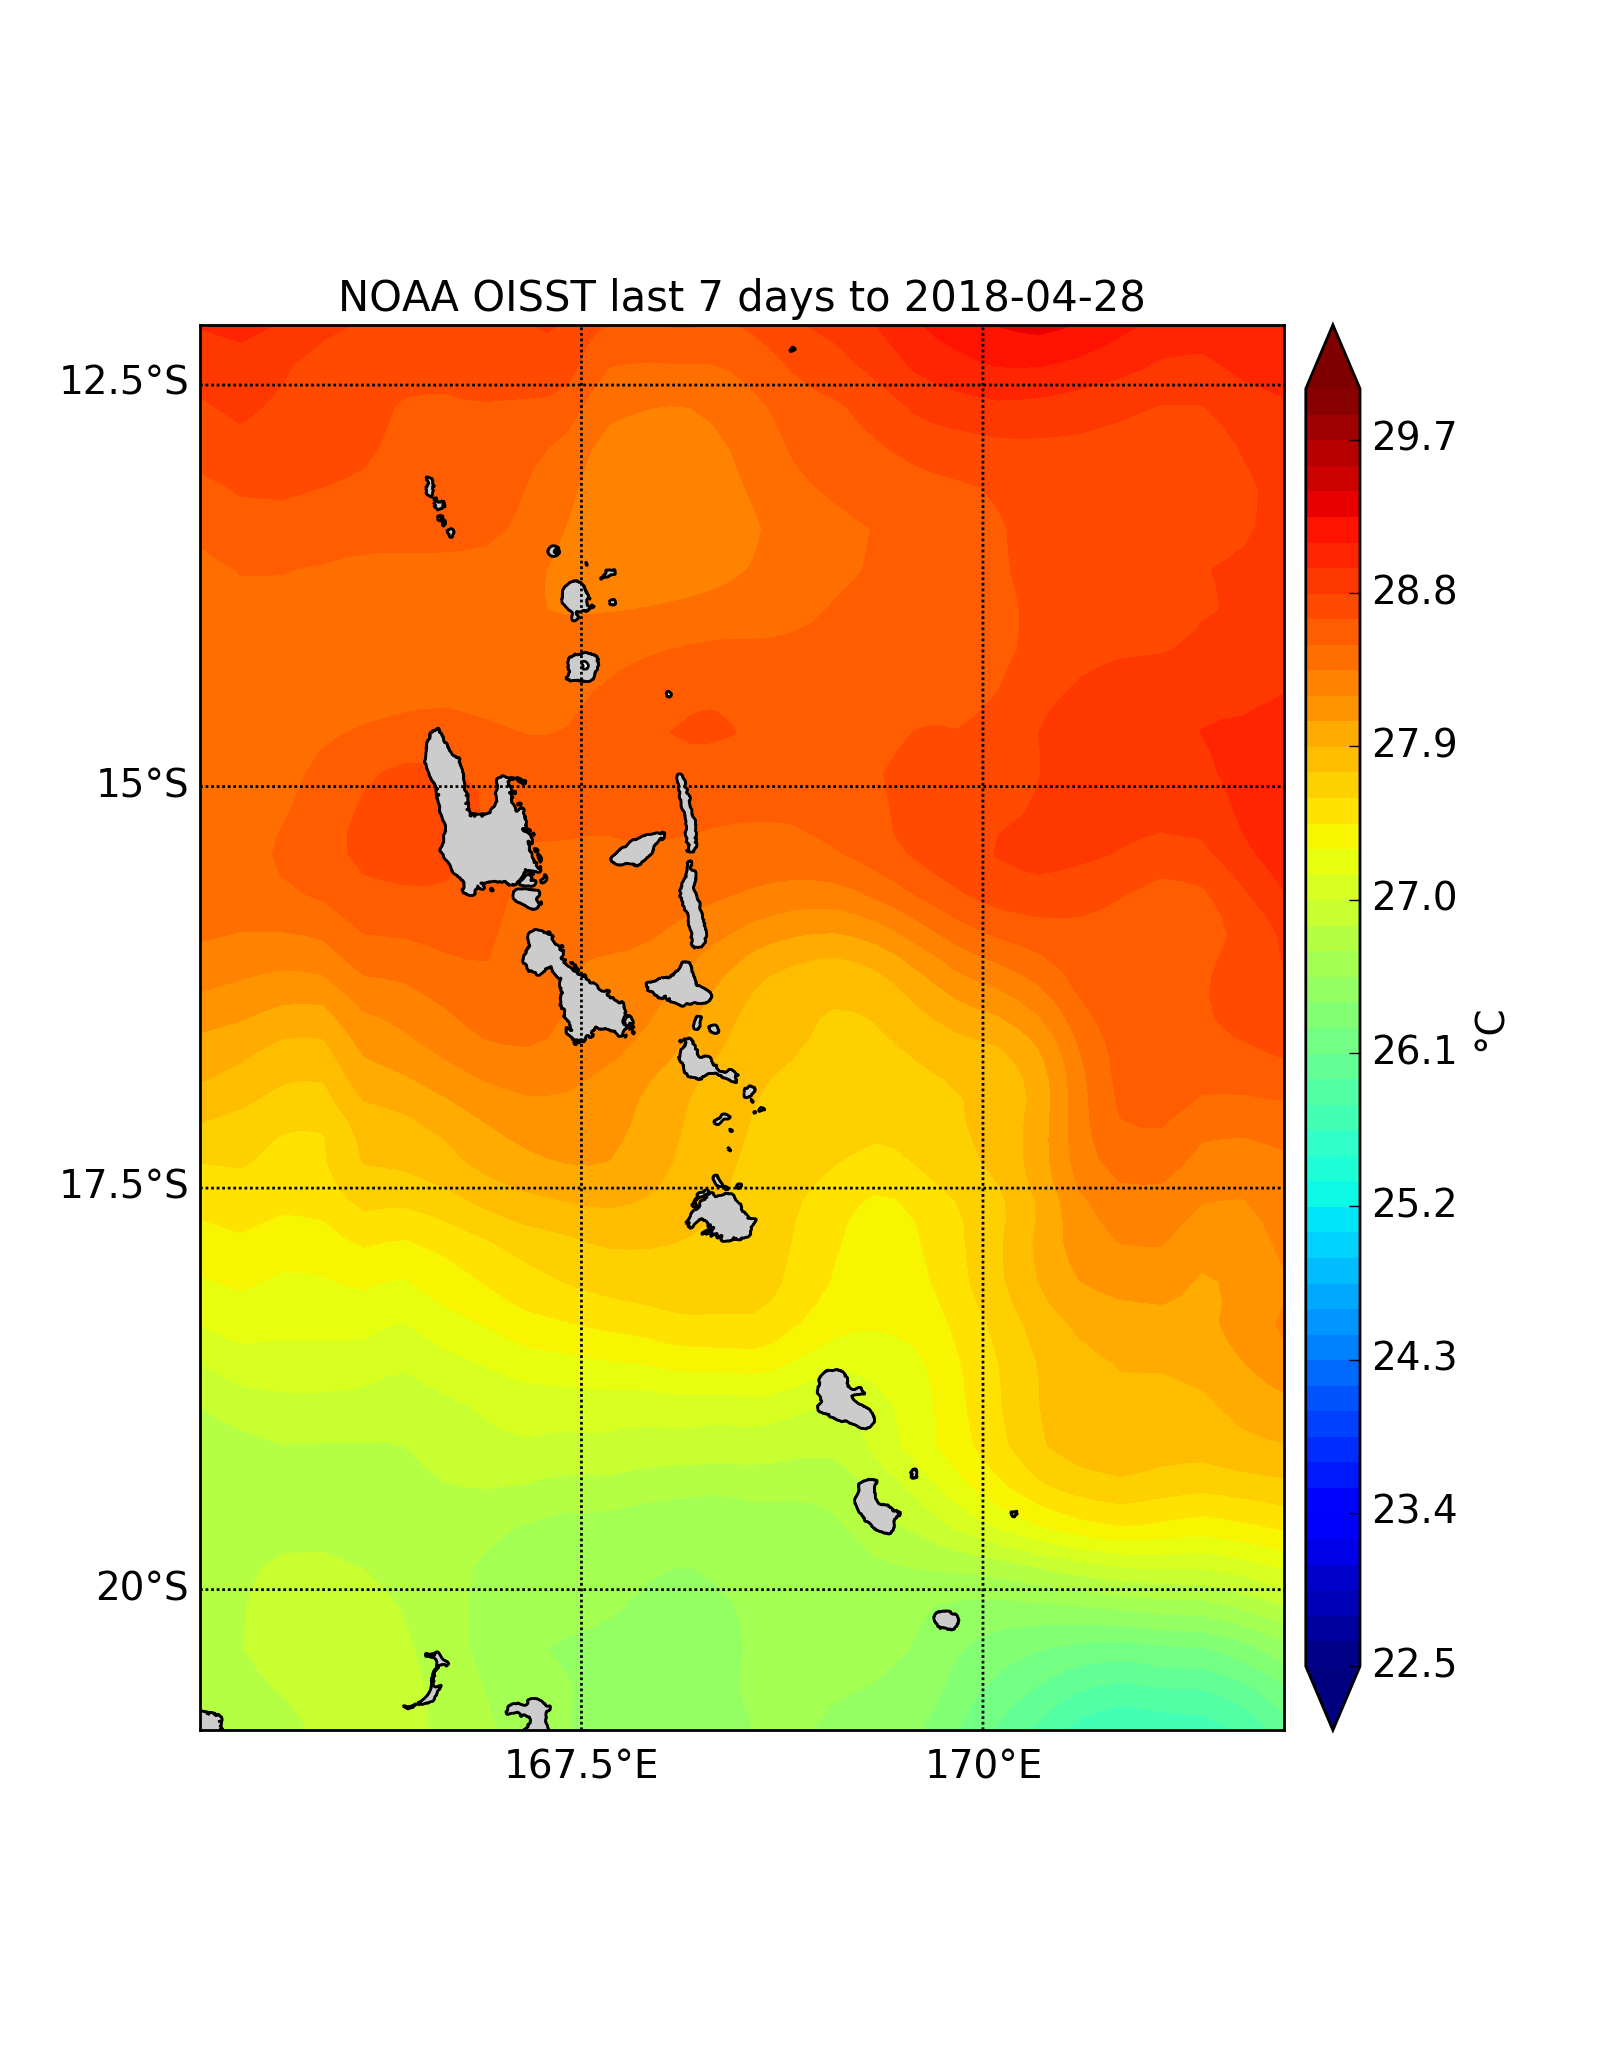 NOAA OISST last 7 days to 2018-04-28
12.5°S
15°S
17.5°S
20°S
167.5°E
170°E
29.7
28.8
27.9
27.0
26.1
25.2
24.3
23.4
22.5
°C